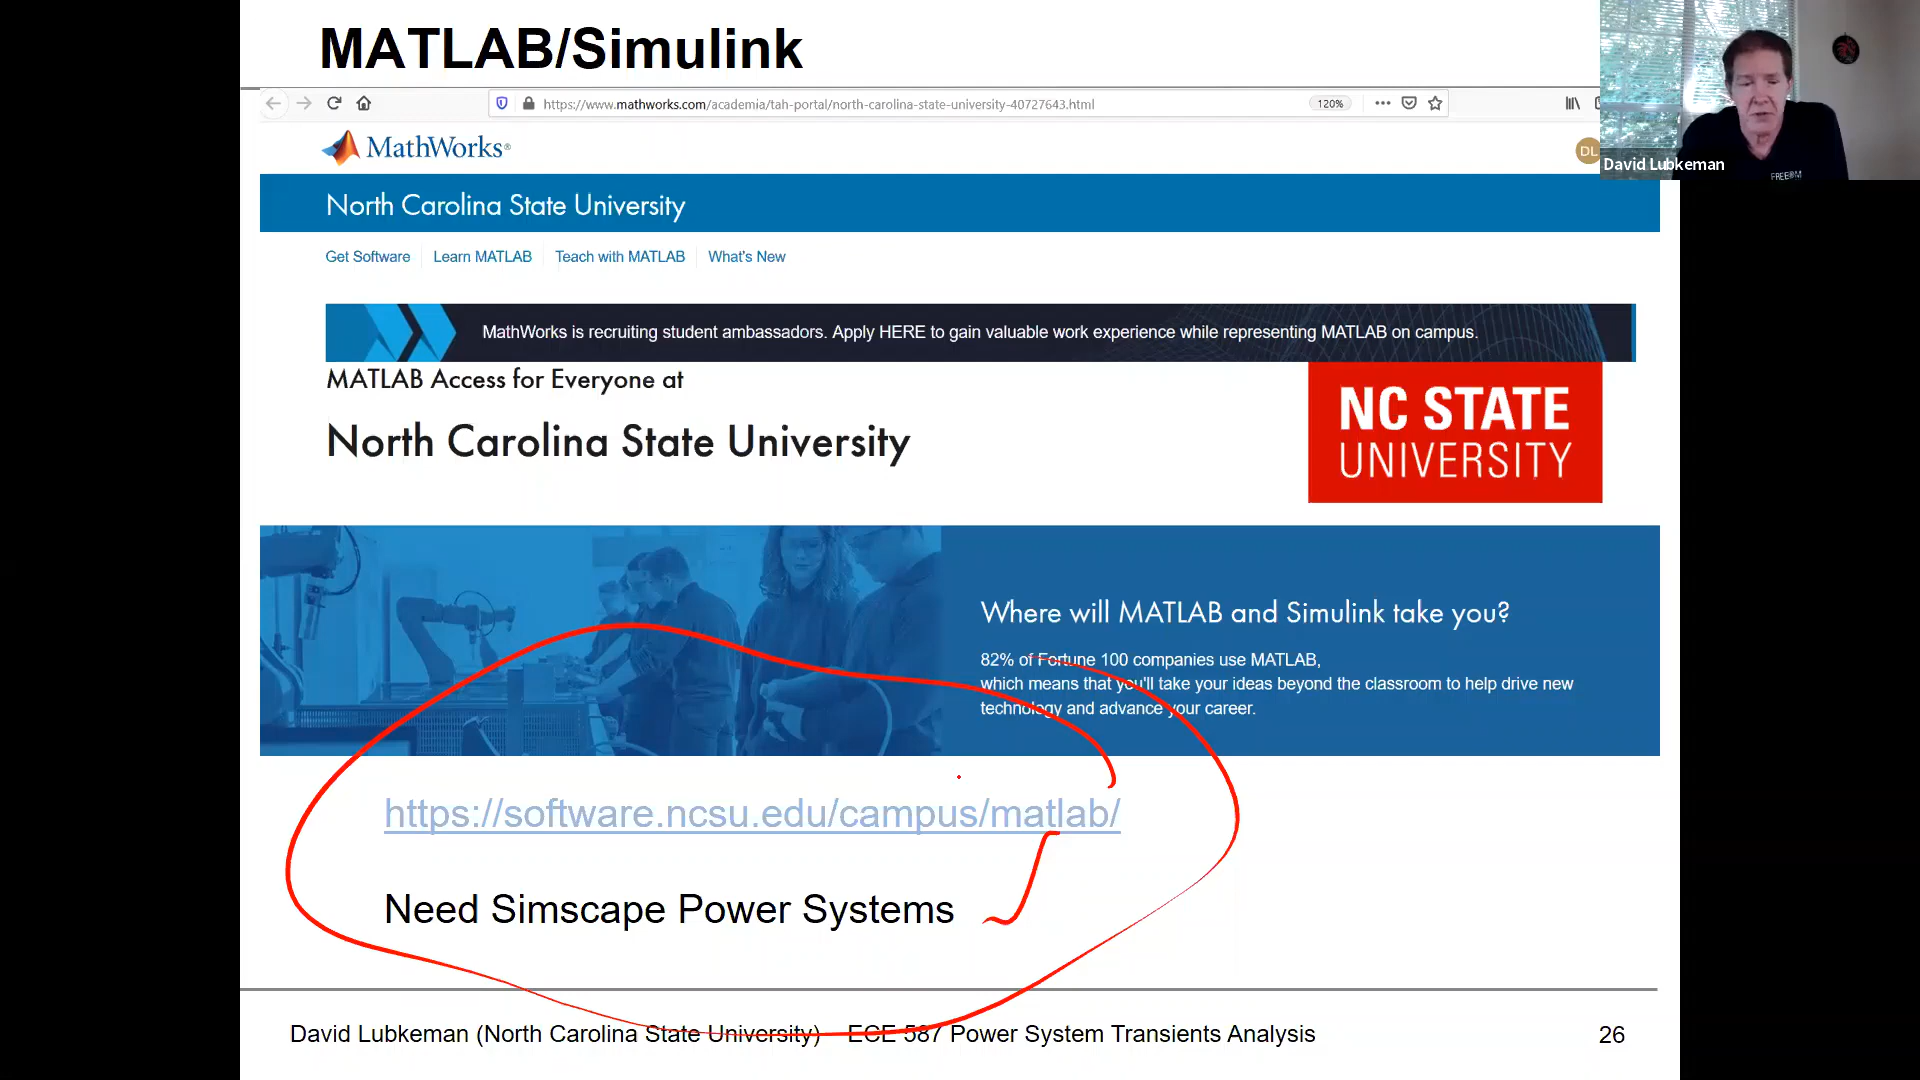 MATLAB/Simulink
https://www.mathworks.com/academia/tah-portal/north-carolina-state-university-40727643.html
120%
MathWorks®
DL
David Lubkeman
FREEDM
North Carolina State University
Get Software
Learn MATLAB
Teach with MATLAB
What's New
MathWorks is recruiting student ambassadors. Apply HERE to gain valuable work experience while representing MATLAB on campus.
MATLAB Access for Everyone at
North Carolina State University
NC STATE
UNIVERSITY
Where will MATLAB and Simulink take you?
82% of Fortune 100 companies use MATLAB,
which means that you'll take your ideas beyond the classroom to help drive new
technology and advance your career.
https://software.ncsu.edu/campus/matlab/
Need Simscape Power Systems
David Lubkeman (North Carolina State University)
ECE 587 Power System Transients Analysis
26